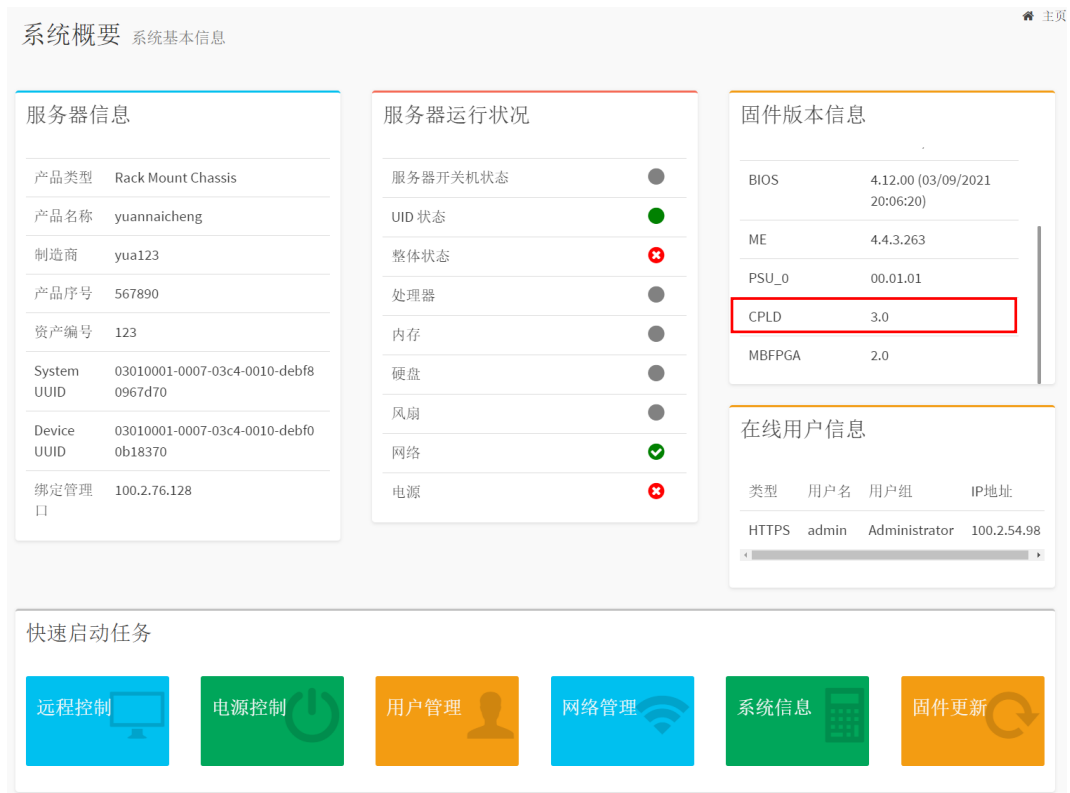 主页
系统概要 系统基本信息
服务器信息
产品类型 Rack Mount Chassis
产品名称 yuannaicheng
制造商 yua123
产品序号 567890
资产编号 123
System 03010001-0007-03c4-0010-debf8
UUID 0967d70
Device 03010001-0007-03c4-0010-debf0
UUID 0b18370
绑定管理 100.2.76.128
口
服务器运行状况
服务器开关机状态
UID 状态
整体状态
处理器
内存
硬盘
风扇
网络
电源
固件版本信息
BIOS 4.12.00 (03/09/2021
20:06:20)
ME 4.4.3.263
PSU_0 00.01.01
CPLD 3.0
MBFPGA 2.0
在线用户信息
类型 用户名 用户组 IP地址
HTTPS admin Administrator 100.2.54.98
快速启动任务
远程控制 电源控制 用户管理 网络管理 系统信息 固件更新